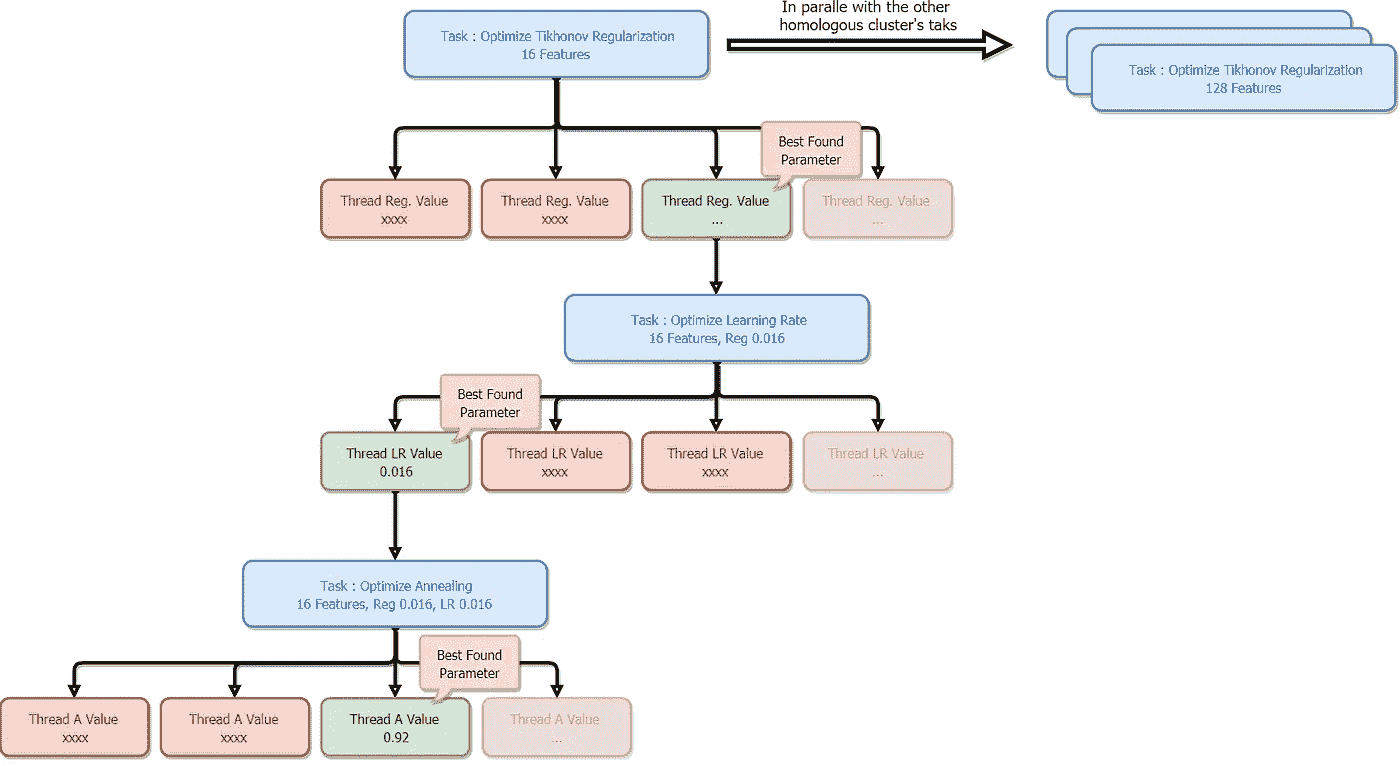 In paralle with the other
homologous cluster's taks
Task : Optimize Tikhonov Regularization
16 Features
Task : Optimize Tikhonov Regularization
128 Features
Best Found
Parameter
Thread Reg. Value
xxxx
Thread Reg. Value
xxxx
Thread Reg. Value
...
Thread Reg. Value
...
Task : Optimize Learning Rate
16 Features, Reg 0.016
Best Found
Parameter
Thread LR Value
0.016
Thread LR Value
xxxx
Thread LR Value
xxxx
Thread LR Value
...
Task : Optimize Annealing
16 Features, Reg 0.016, LR 0.016
Best Found
Parameter
Thread A Value
xxxx
Thread A Value
xxxx
Thread A Value
0.92
Thread A Value
...